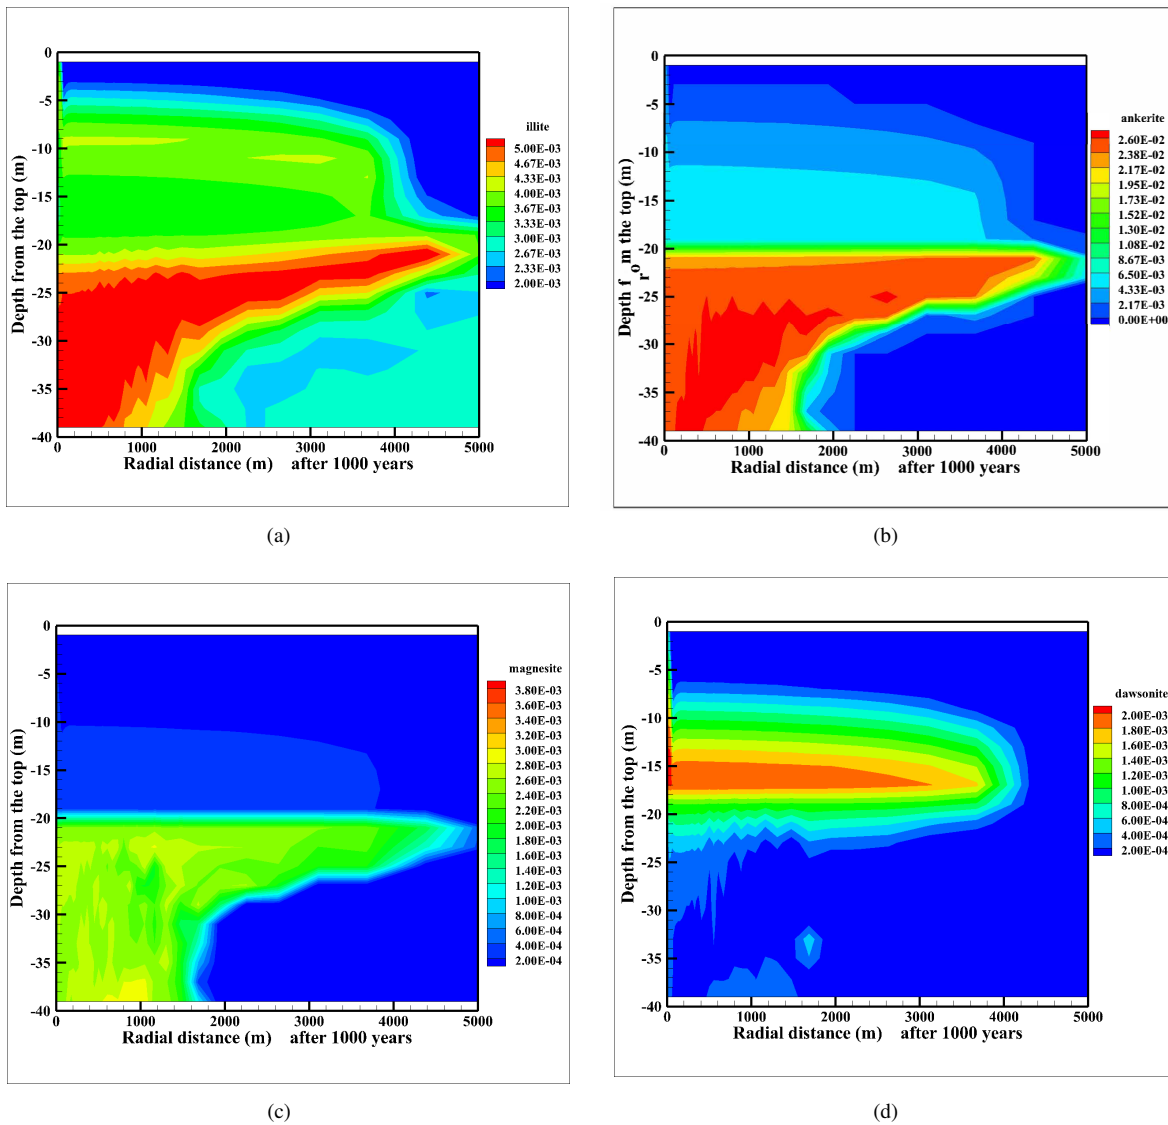 0
-5
-10
-15
-20
-25
-30
-35
-40
Depth from the top (m)
0 1000 2000 3000 4000 5000
Radial distance (m) after 1000 years
illite
5.00E-03
4.67E-03
4.33E-03
4.00E-03
3.67E-03
3.33E-03
3.00E-03
2.67E-03
2.33E-03
2.00E-03
(a)
0
-5
-10
-15
-20
-25
-30
-35
-40
Depth from the top (m)
0 1000 2000 3000 4000 5000
Radial distance (m) after 1000 years
ankerite
2.60E-02
2.38E-02
2.17E-02
1.95E-02
1.73E-02
1.52E-02
1.30E-02
1.08E-02
8.67E-03
6.50E-03
4.33E-03
2.17E-03
0.00E+00
(b)
0
-5
-10
-15
-20
-25
-30
-35
-40
Depth from the top (m)
0 1000 2000 3000 4000 5000
Radial distance (m) after 1000 years
magnesite
3.80E-03
3.60E-03
3.40E-03
3.20E-03
3.00E-03
2.80E-03
2.60E-03
2.40E-03
2.20E-03
2.00E-03
1.80E-03
1.60E-03
1.40E-03
1.20E-03
1.00E-03
8.00E-04
6.00E-04
4.00E-04
2.00E-04
(c)
0
-5
-10
-15
-20
-25
-30
-35
-40
Depth from the top (m)
0 1000 2000 3000 4000 5000
Radial distance (m) after 1000 years
dawsonite
2.00E-03
1.80E-03
1.60E-03
1.40E-03
1.20E-03
1.00E-03
8.00E-04
6.00E-04
4.00E-04
2.00E-04
(d)